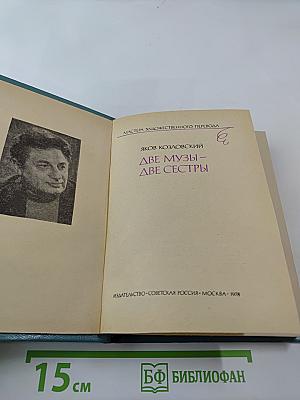 МАСТЕРА ХУДОЖЕСТВЕННОГО ПЕРЕВОДА
ЯКОВ КОЗЛОВСКИЙ
ДВЕ МУЗЫ –
ДВЕ СЕСТРЫ
ИЗДАТЕЛЬСТВО «СОВЕТСКАЯ РОССИЯ» МОСКВА – 1978
15 см
БФ БИБЛИОФАН